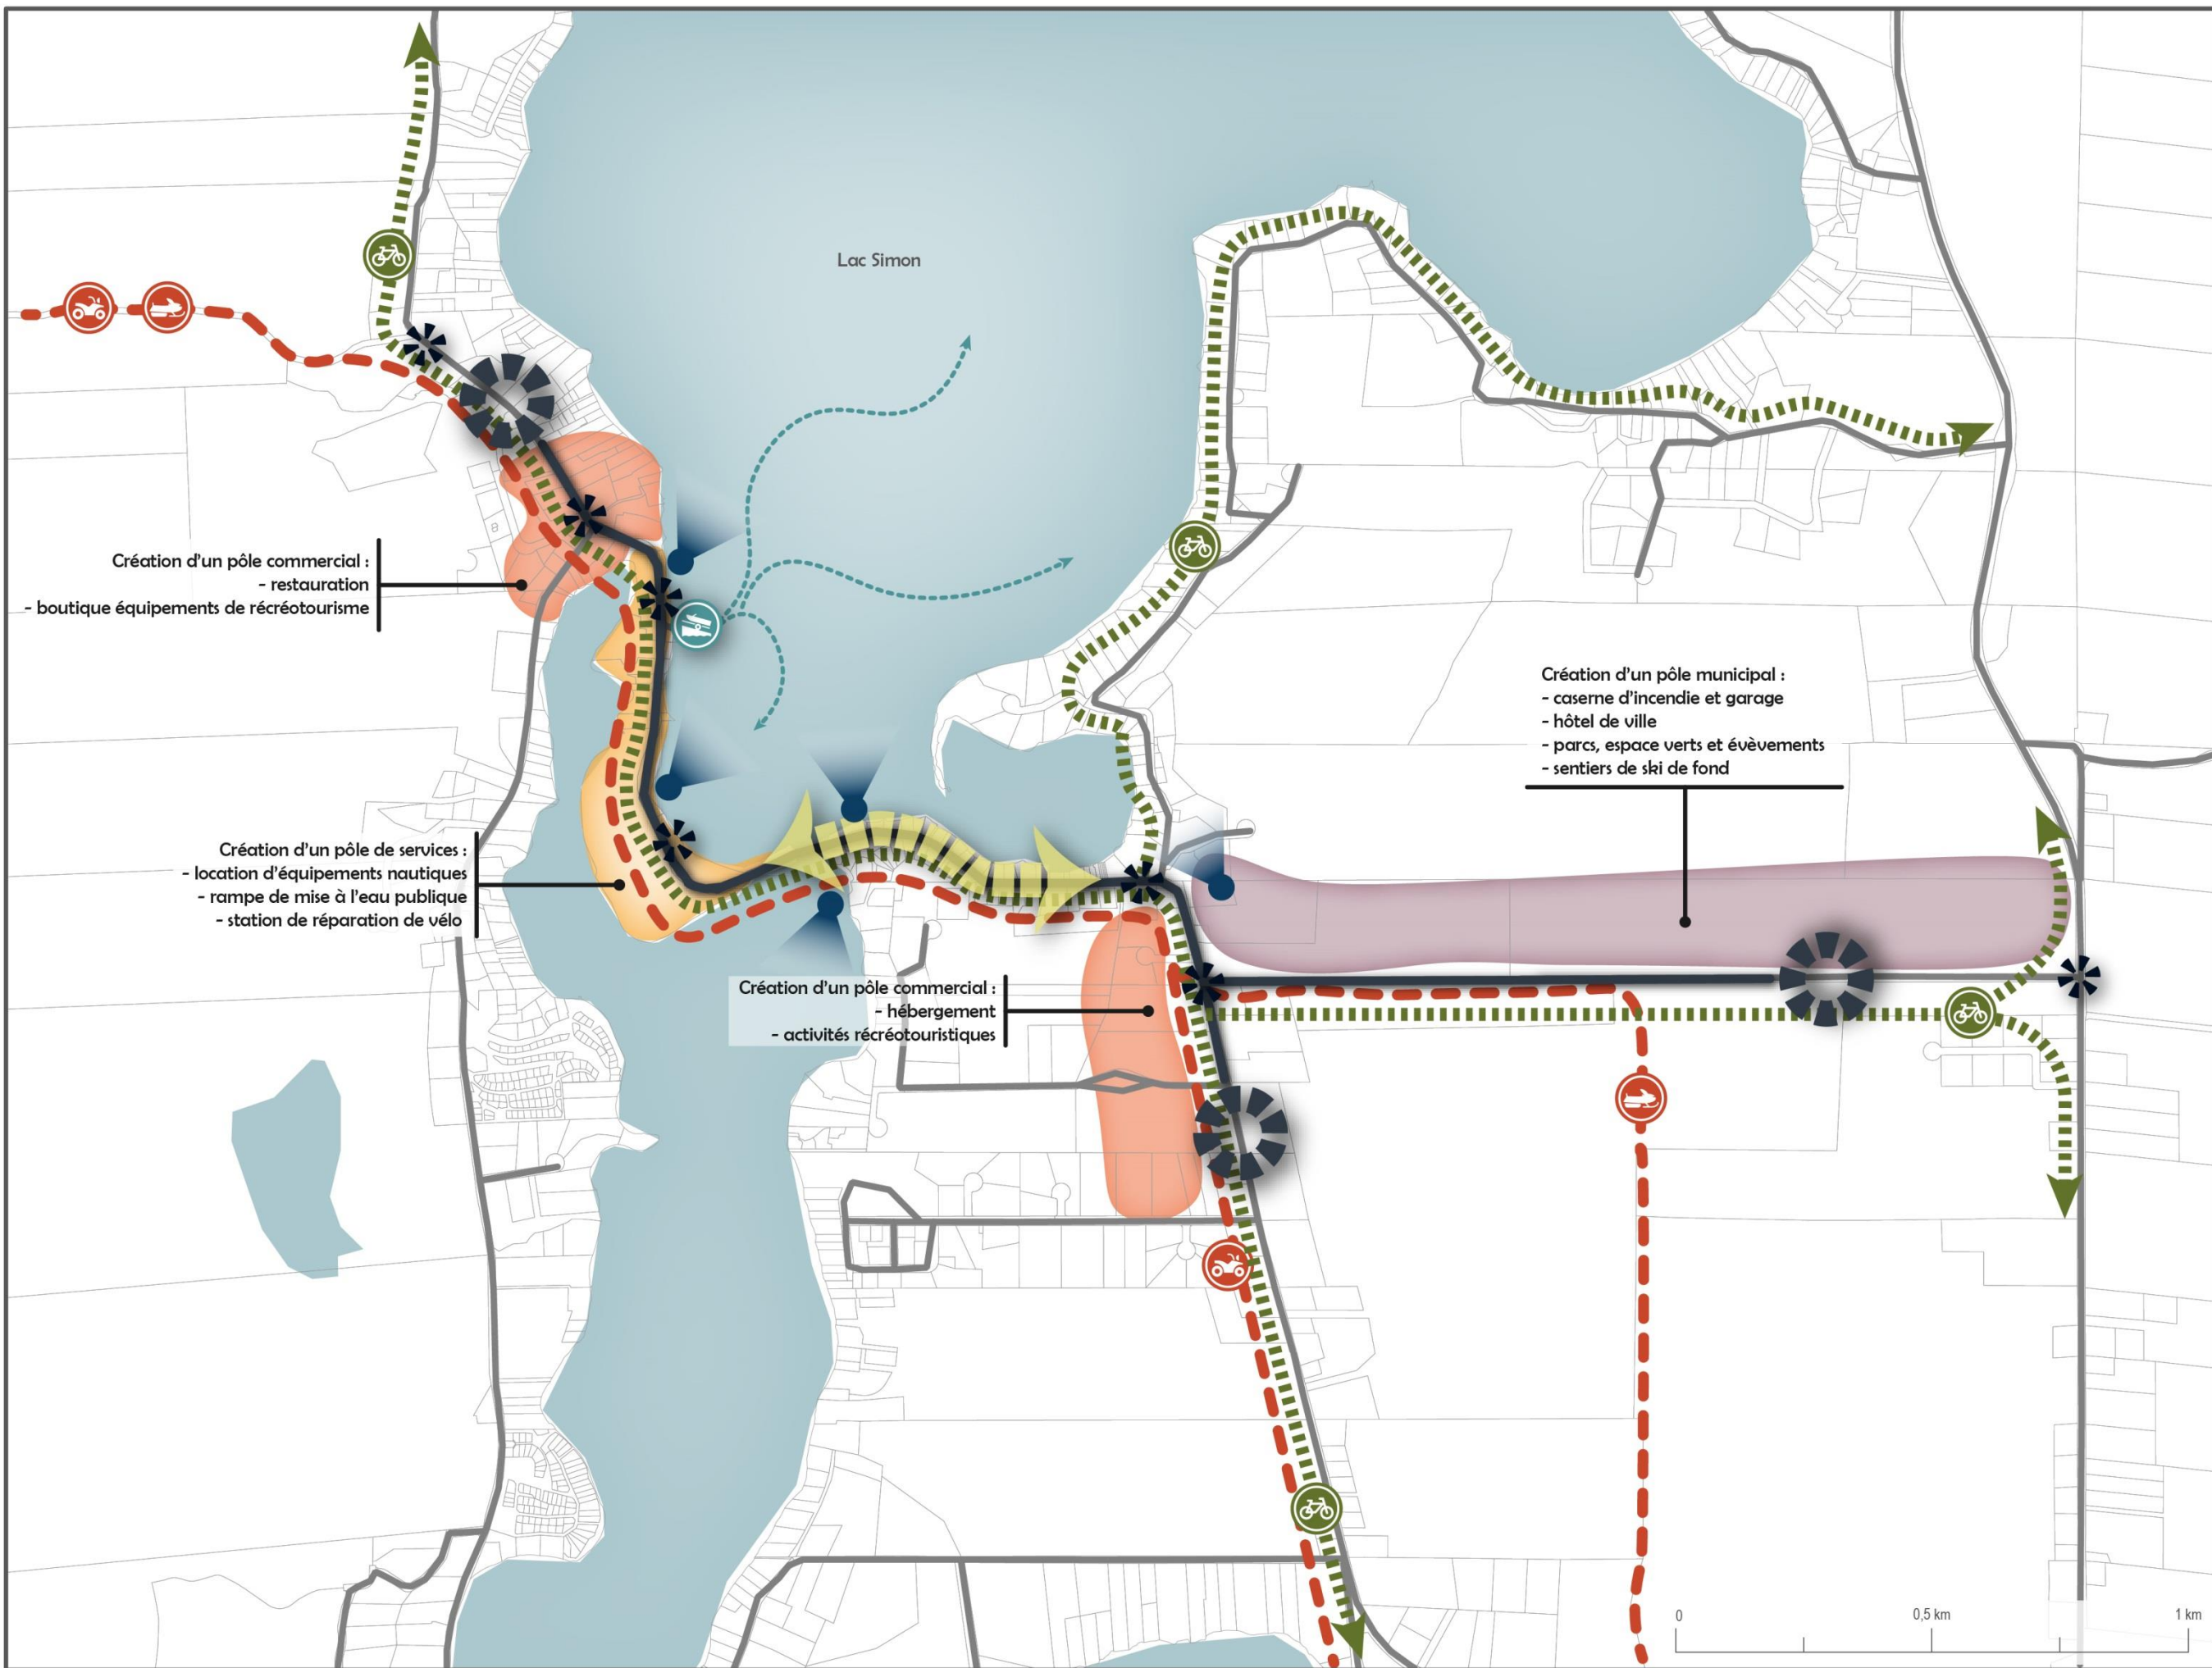 Lac Simon
Création d'un pôle commercial :
- restauration
- boutique équipements de récréotourisme
Création d'un pôle municipal :
- caserne d'incendie et garage
- hôtel de ville
- parcs, espace verts et évèvements
- sentiers de ski de fond
Création d'un pôle de services :
- location d'équipements nautiques
- rampe de mise à l'eau publique
- station de réparation de vélo
Création d'un pôle commercial :
- hébergement
- activités récréotouristiques
0 0,5 km 1 km